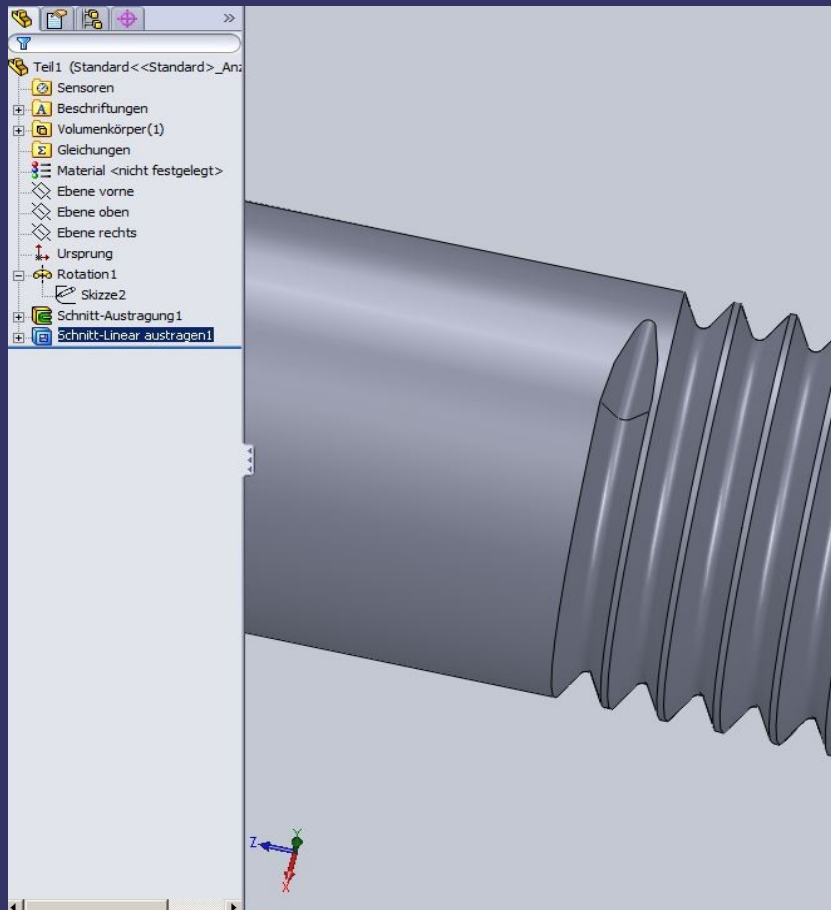 »
Teil1 (Standard<<Standard>_Anz
Sensoren
A Beschriftungen
Volumenkörper(1)
Σ Gleichungen
Material <nicht festgelegt>
Ebene vorne
Ebene oben
Ebene rechts
Ursprung
Rotation1
Skizze2
Schnitt-Austragung1
Schnitt-Linear austragen1
Y
Z
X